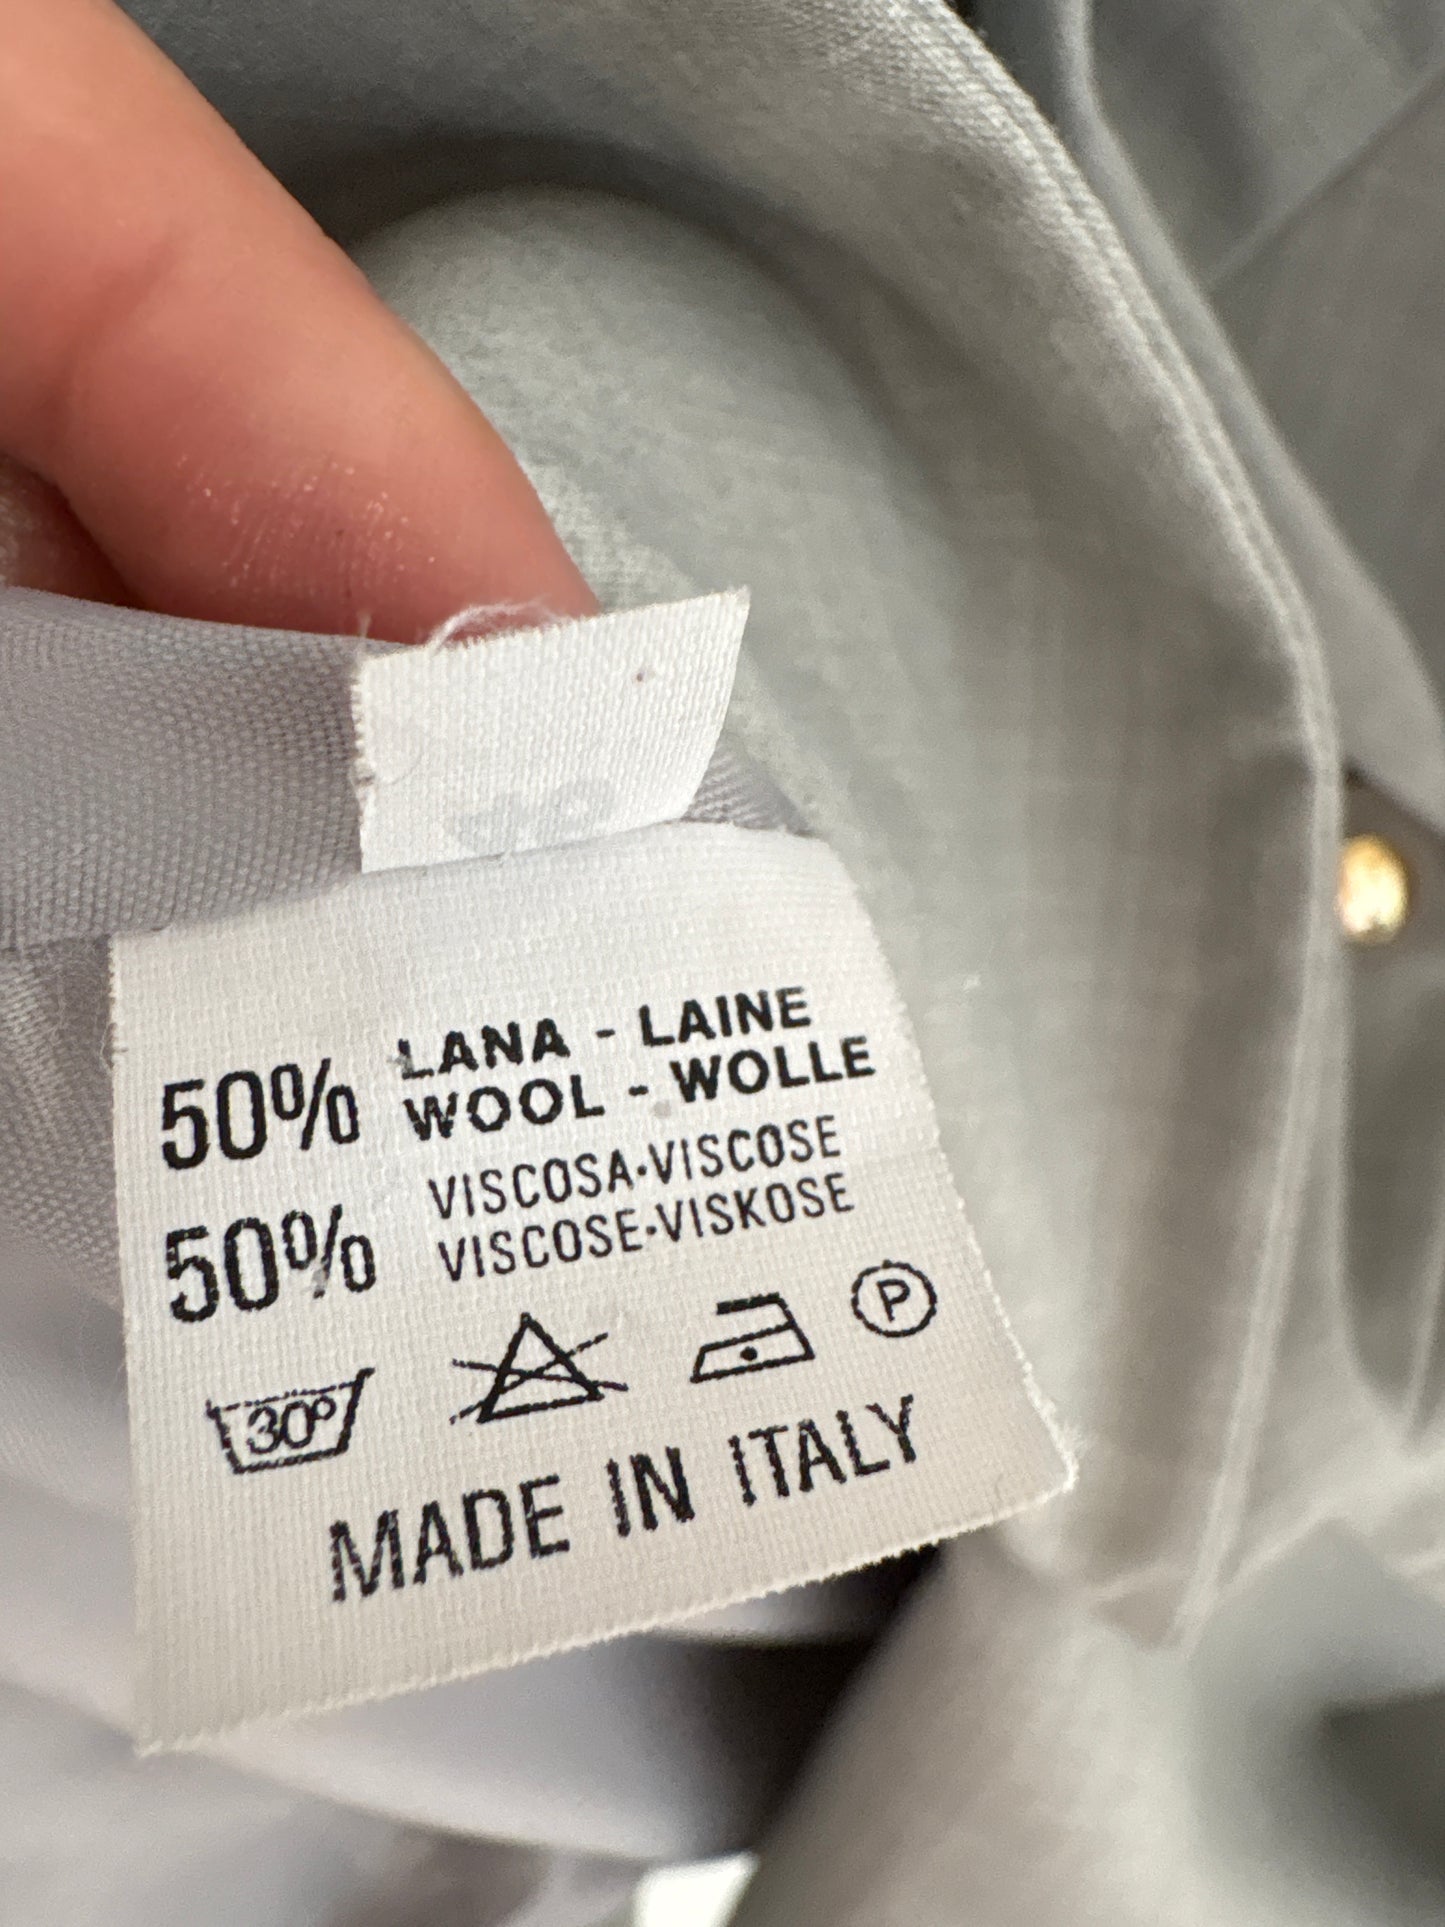 50% LANA - LAINE
WOOL - WOLLE
50% VISCOSA·VISCOSE
VISCOSE·VISKOSE
30° P
MADE IN ITALY